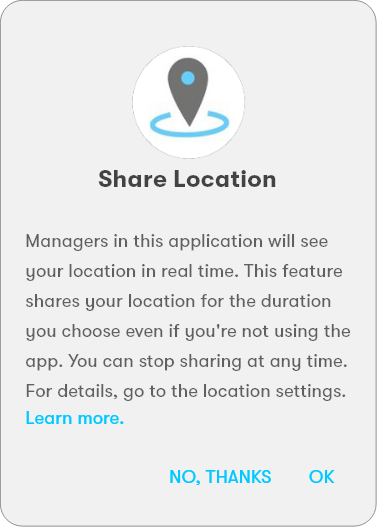 Share Location
Managers in this application will see
your location in real time. This feature
shares your location for the duration
you choose even if you're not using the
app. You can stop sharing at any time.
For details, go to the location settings.
Learn more.
NO, THANKS OK